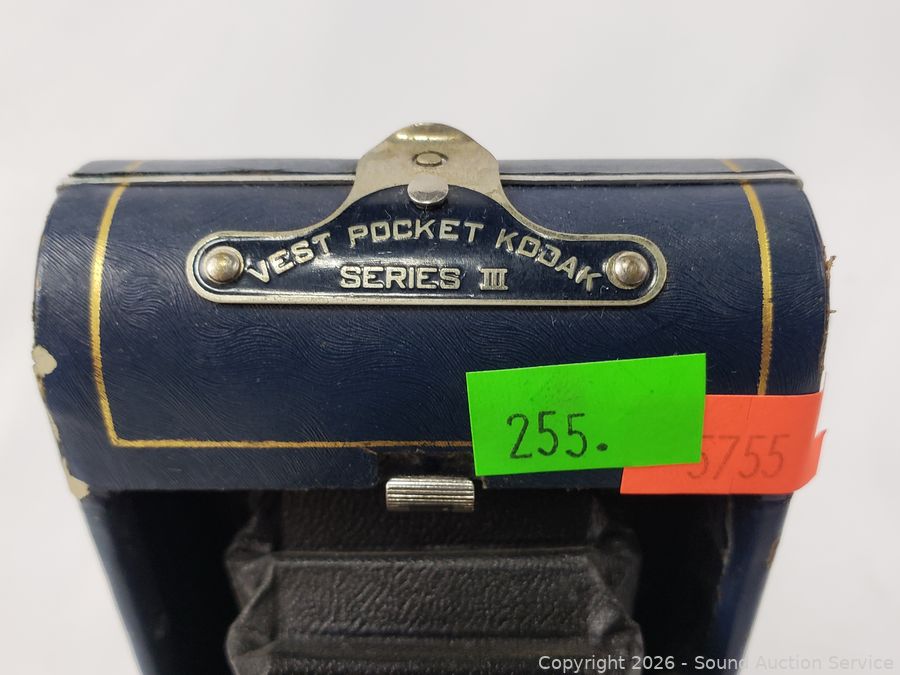 VEST POCKET KODAK
SERIES III
255.
5755
Copyright 2026 - Sound Auction Service